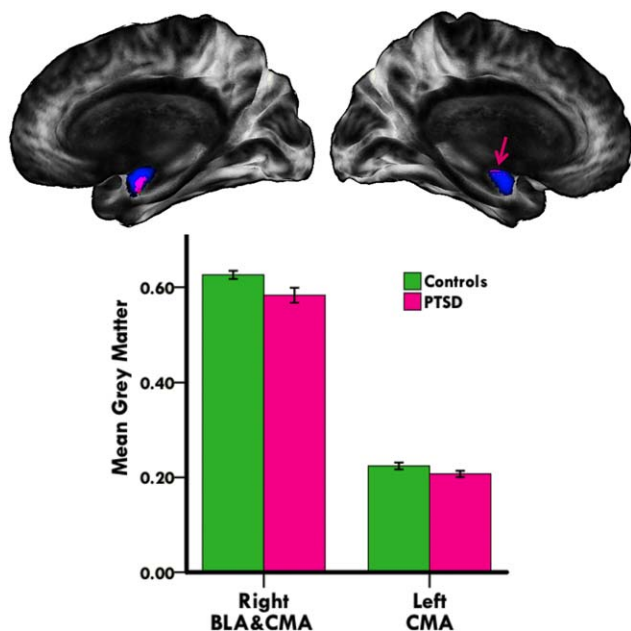 0.60
0.40
0.20
0.00
Mean Grey Matter
Controls
PTSD
Right
BLA&CMA
Left
CMA